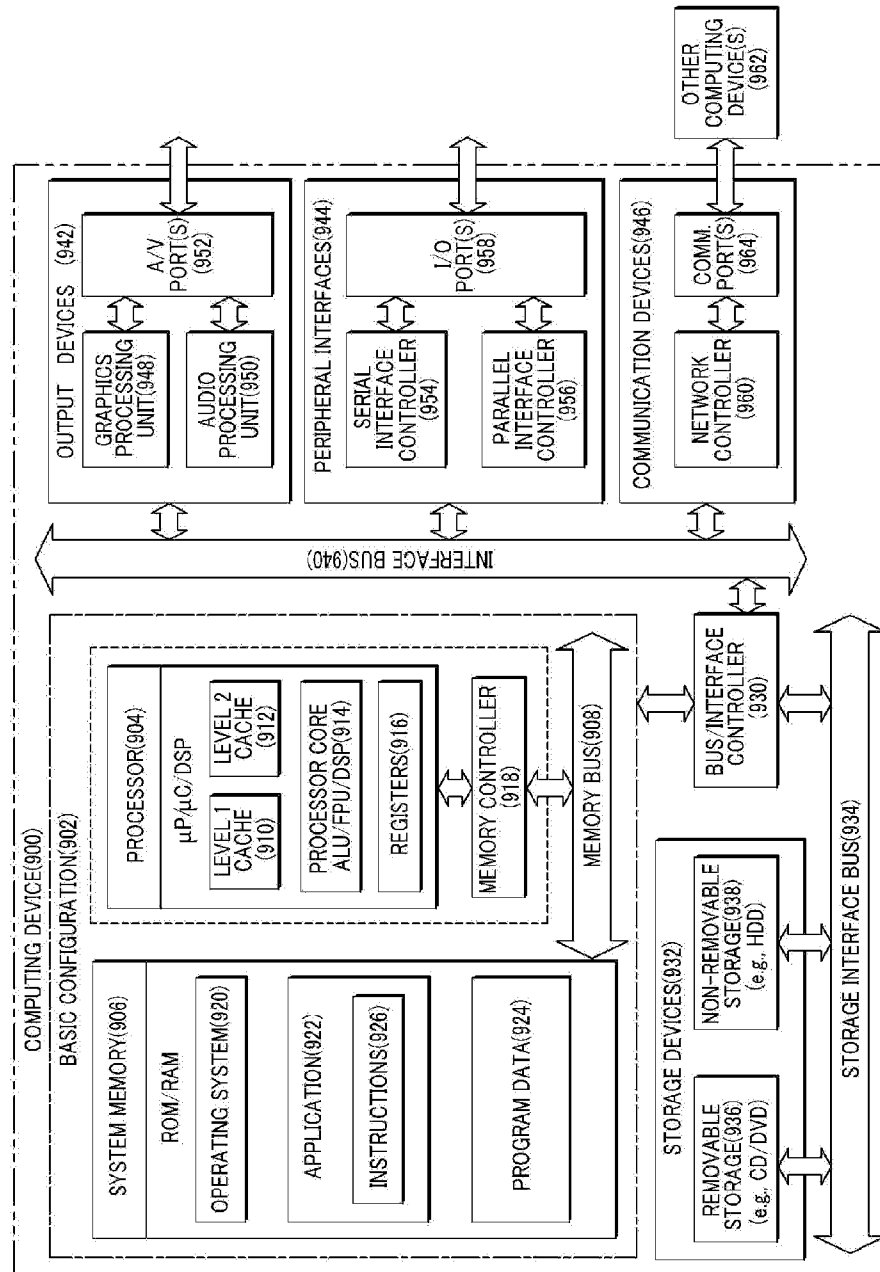 COMPUTING DEVICE(900)
BASIC CONFIGURATION(902)
SYSTEM MEMORY(906)
ROM/RAM
OPERATING SYSTEM(920)
APPLICATION(922)
INSTRUCTIONS(926)
PROGRAM DATA(924)
PROCESSOR(904)
µP/µC/DSP
LEVEL 1
CACHE
(910)
LEVEL 2
CACHE
(912)
PROCESSOR CORE
ALU/FPU/DSP(914)
REGISTERS(916)
MEMORY CONTROLLER
(918)
MEMORY BUS(908)
BUS/INTERFACE
CONTROLLER
(930)
STORAGE DEVICES(932)
REMOVABLE
STORAGE(936)
(e.g., CD/DVD)
NON-REMOVABLE
STORAGE(938)
(e.g., HDD)
STORAGE INTERFACE BUS(934)
INTERFACE BUS(940)
OUTPUT DEVICES (942)
GRAPHICS
PROCESSING
UNIT(948)
AUDIO
PROCESSING
UNIT(950)
A/V
PORT(S)
(952)
PERIPHERAL INTERFACES(944)
SERIAL
INTERFACE
CONTROLLER
(954)
PARALLEL
INTERFACE
CONTROLLER
(956)
I/O
PORT(S)
(958)
COMMUNICATION DEVICES(946)
NETWORK
CONTROLLER
(960)
COMM.
PORT(S)
(964)
OTHER
COMPUTING
DEVICE(S)
(962)